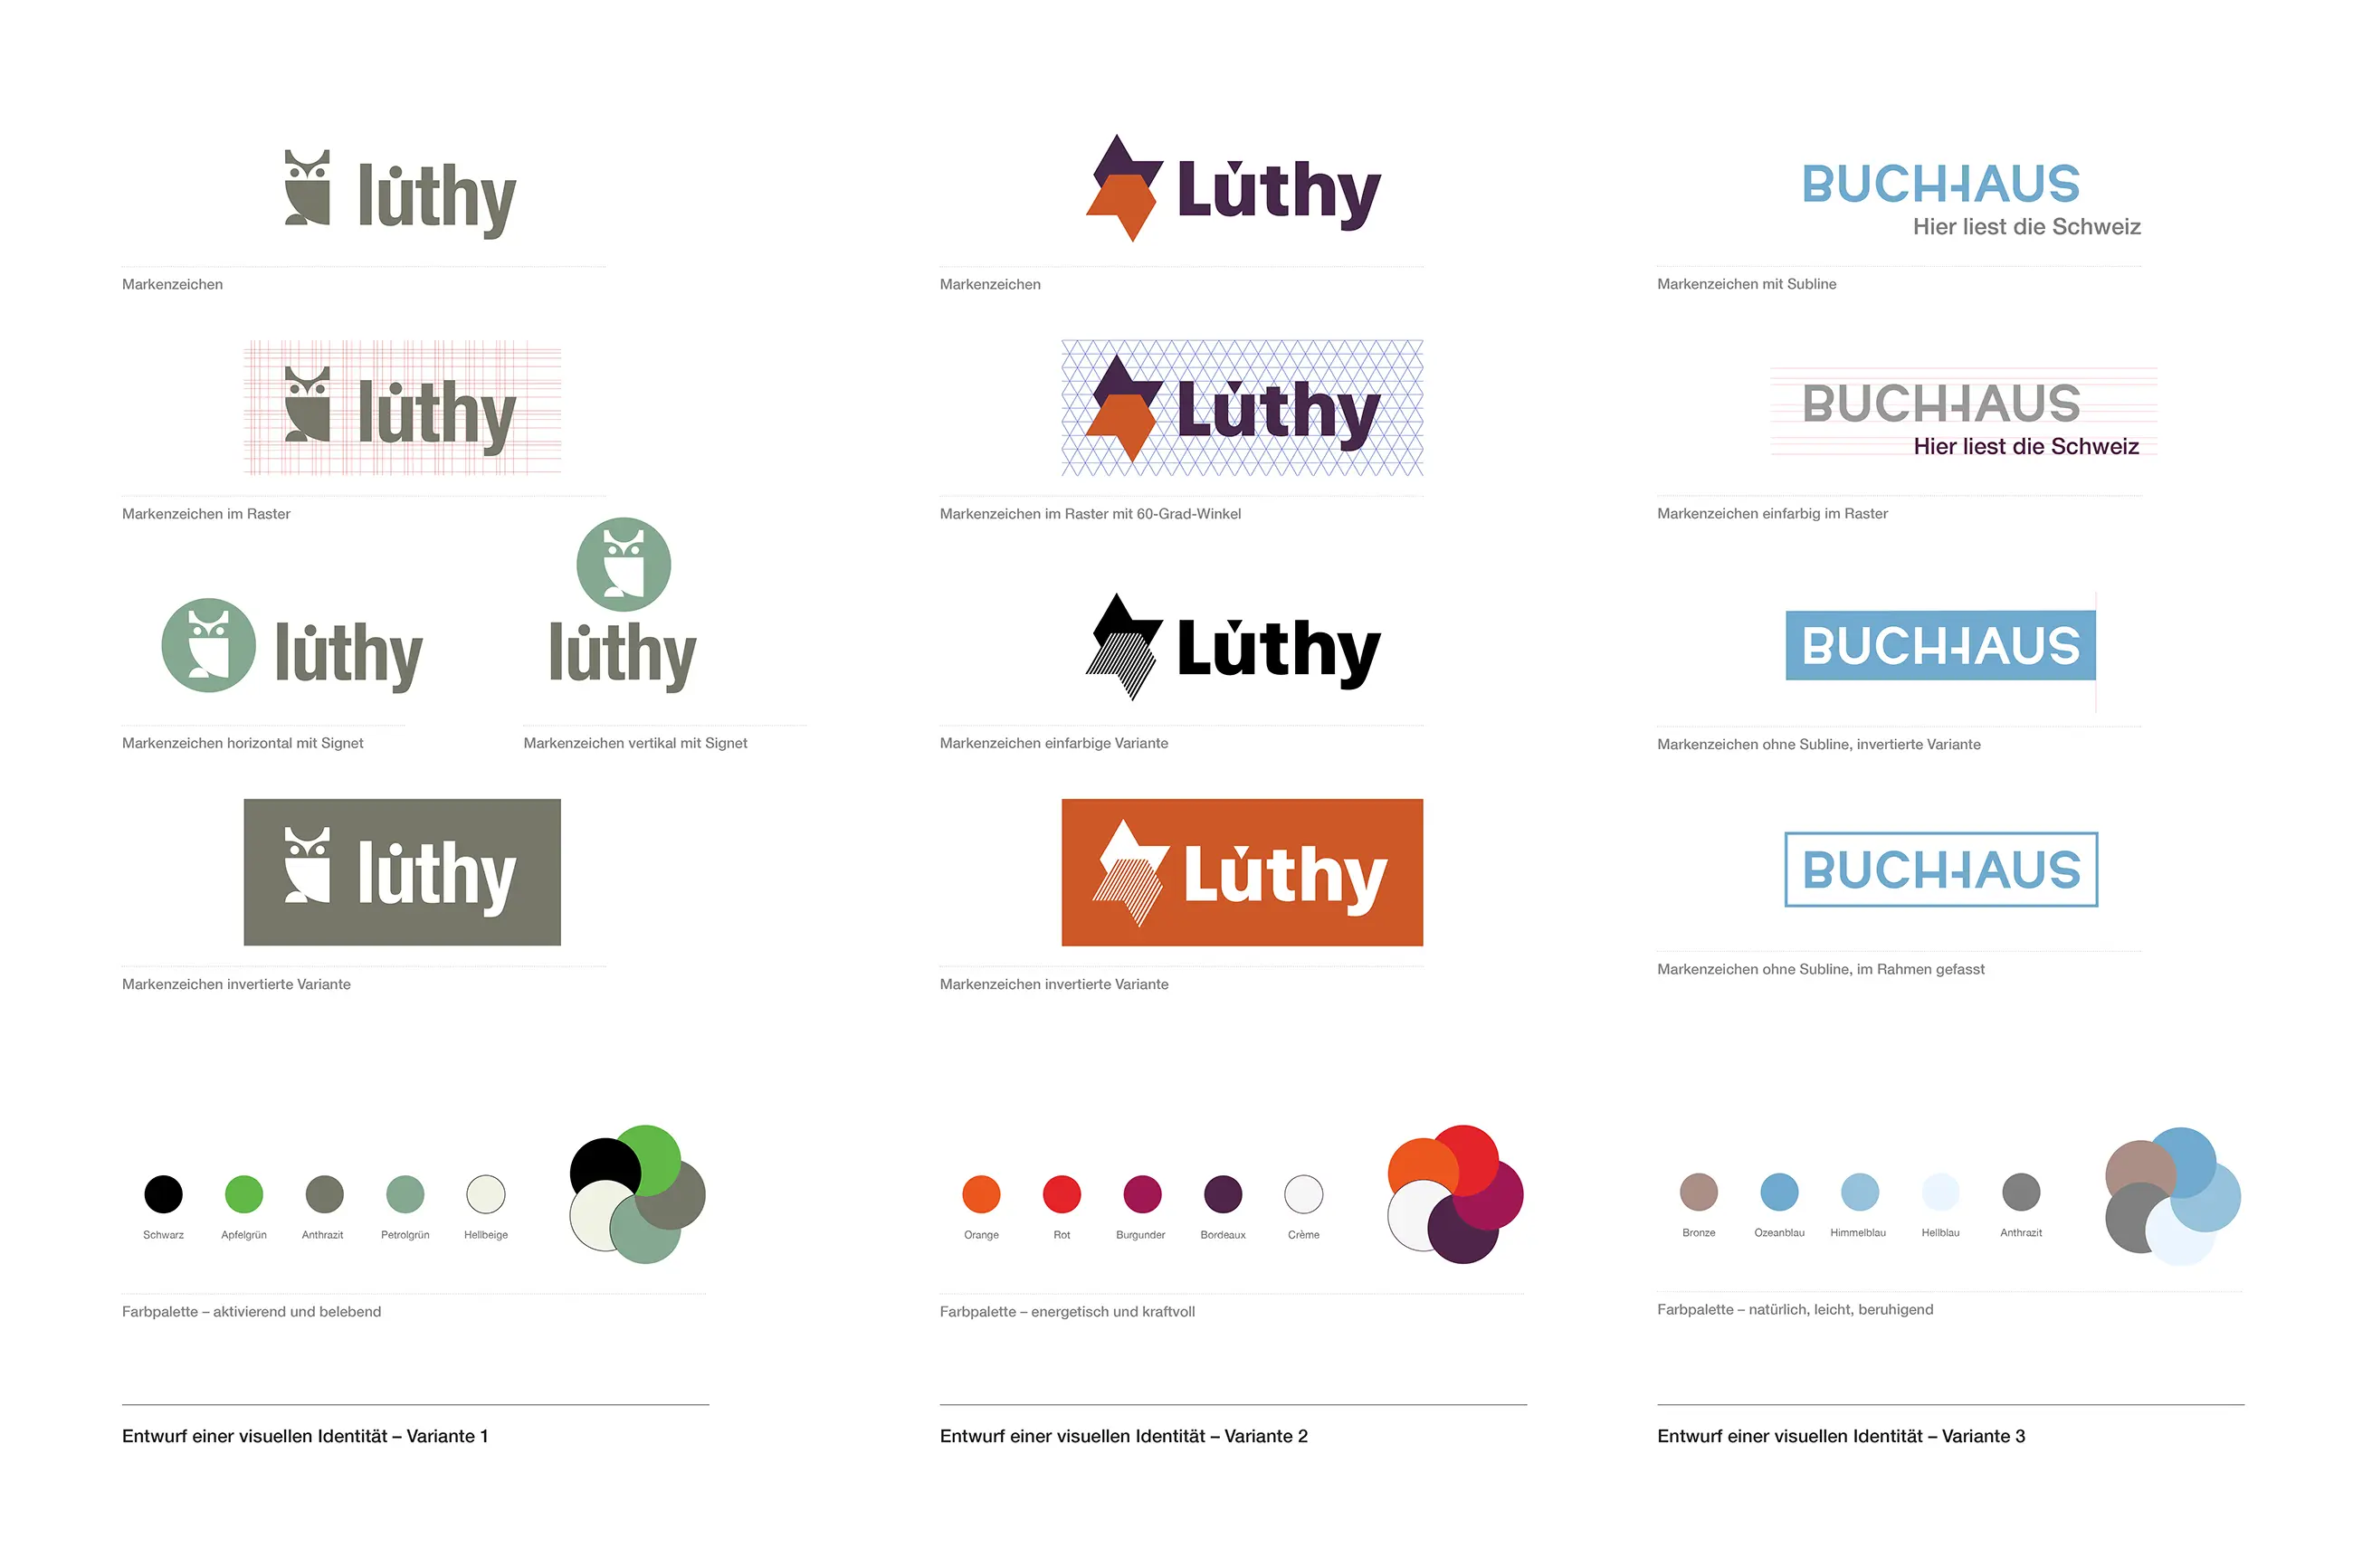 lüthy
Markenzeichen
lüthy
Markenzeichen im Raster
lüthy
Markenzeichen horizontal mit Signet
lüthy
Markenzeichen vertikal mit Signet
lüthy
Markenzeichen invertierte Variante
Schwarz
Apfelgrün
Anthrazit
Petrolgrün
Hellbeige
Farbpalette – aktivierend und belebend
Entwurf einer visuellen Identität – Variante 1
Lüthy
Markenzeichen
Lüthy
Markenzeichen im Raster mit 60-Grad-Winkel
Lüthy
Markenzeichen einfarbige Variante
Lüthy
Markenzeichen invertierte Variante
Orange
Rot
Burgunder
Bordeaux
Crème
Farbpalette – energetisch und kraftvoll
Entwurf einer visuellen Identität – Variante 2
BUCHHAUS
Hier liest die Schweiz
Markenzeichen mit Subline
BUCHHAUS
Hier liest die Schweiz
Markenzeichen einfarbig im Raster
BUCHHAUS
Markenzeichen ohne Subline, invertierte Variante
BUCHHAUS
Markenzeichen ohne Subline, im Rahmen gefasst
Bronze
Ozeanblau
Himmelblau
Hellblau
Anthrazit
Farbpalette – natürlich, leicht, beruhigend
Entwurf einer visuellen Identität – Variante 3